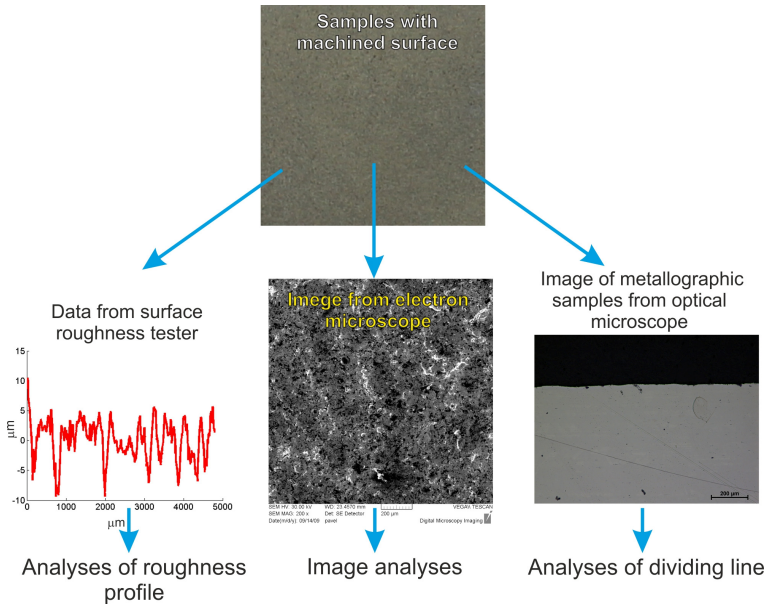 Samples with
machined surface
Data from surface
roughness tester
Imege from electron
microscope
Image of metallographic
samples from optical
microscope
15
10
5
0
-5
-10
μm
0 1000 2000 3000 4000 5000
μm
SEM HV: 30.00 kV WD: 23.4570 mm VEGA\\ TESCAN
SEM MAG: 200 x Det: SE Detector 200 μm
Date(m/d/y): 09/14/09 pavel Digital Microscopy Imaging
200 μm
Analyses of roughness
profile
Image analyses
Analyses of dividing line